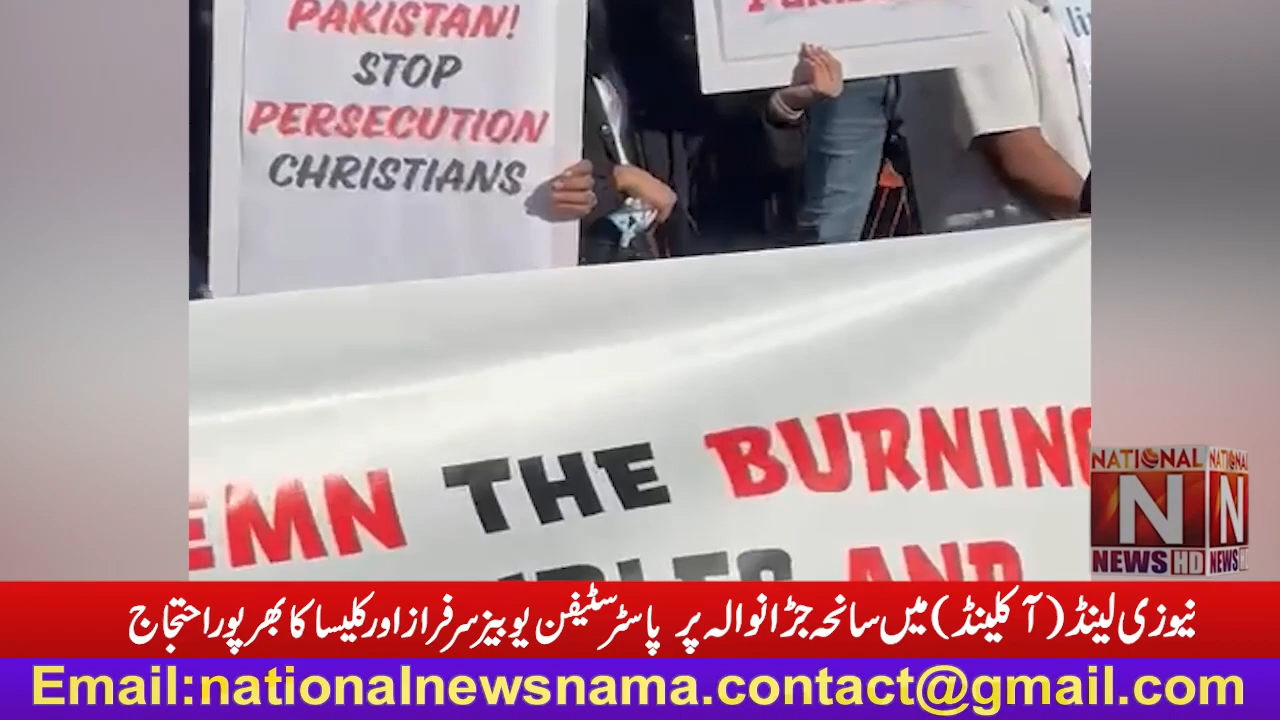 PAKISTAN!
STOP
PERSECUTION
CHRISTIANS
EMN THE BURNING
AND
NATIONAL
N
NEWS HD
NATIONAL
N
NEWS HD
نیوزی لینڈ (آکلینڈ) میں سانحہ جڑانوالہ پر پاسٹر سٹیفن یوبیز سرفراز اور کلیسا کا بھرپور احتجاج
Email:nationalnewsnama.contact@gmail.com